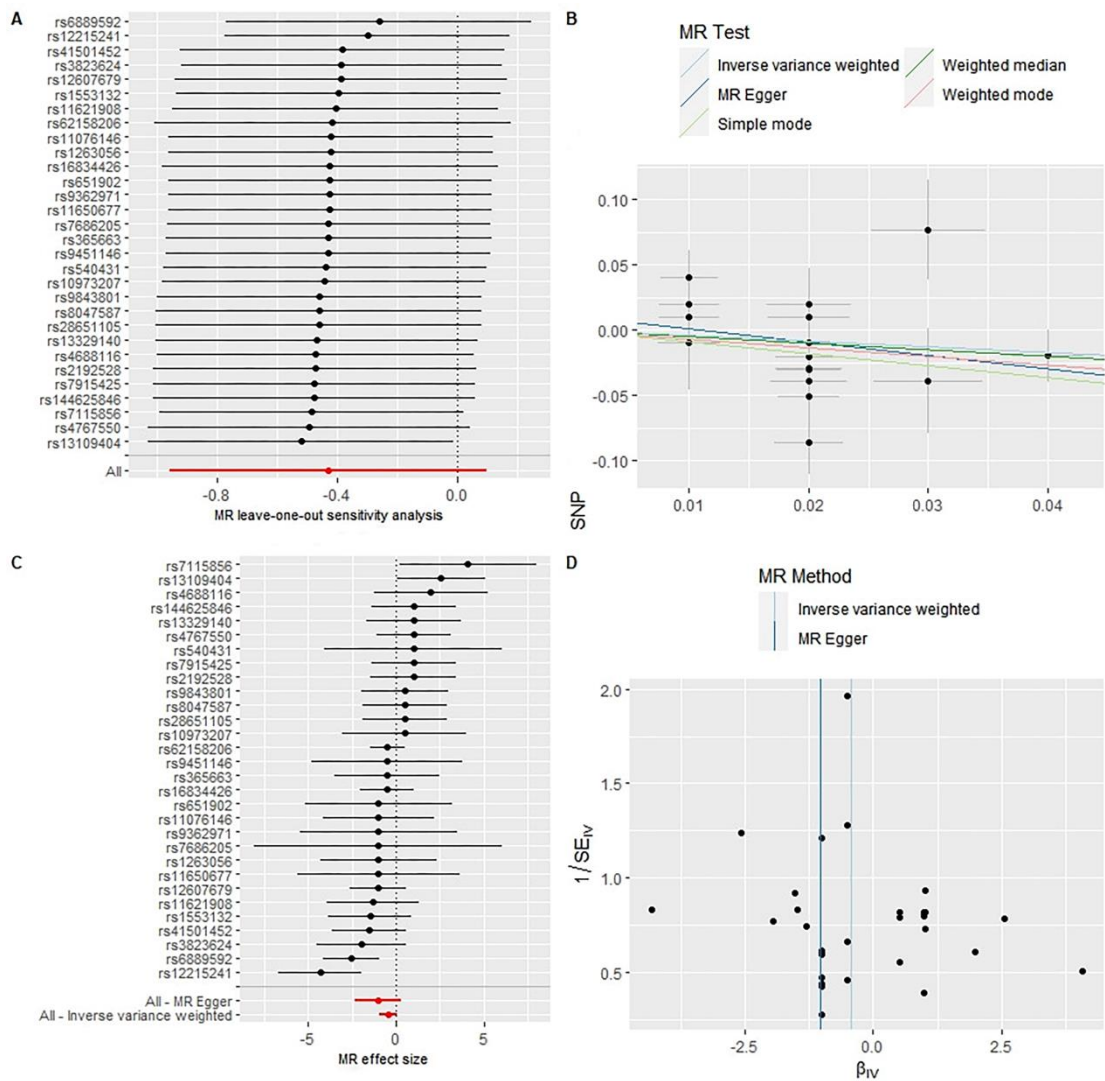 A
rs6889592
rs12215241
rs41501452
rs3823624
rs12607679
rs1553132
rs11621908
rs62158206
rs11076146
rs1263056
rs16834426
rs651902
rs9362971
rs11650677
rs7686205
rs365663
rs9451146
rs540431
rs10973207
rs9843801
rs8047587
rs28651105
rs13329140
rs4688116
rs2192528
rs7915425
rs144625846
rs7115856
rs4767550
rs13109404
All
-0.8 -0.4 0.0
MR leave-one-out sensitivity analysis
B
MR Test
Inverse variance weighted
MR Egger
Simple mode
Weighted median
Weighted mode
0.10
0.05
0.00
-0.05
-0.10
0.01 0.02 0.03 0.04
SNP
C
rs7115856
rs13109404
rs4688116
rs144625846
rs13329140
rs4767550
rs540431
rs7915425
rs2192528
rs9843801
rs8047587
rs28651105
rs10973207
rs62158206
rs9451146
rs365663
rs16834426
rs651902
rs11076146
rs9362971
rs7686205
rs1263056
rs11650677
rs12607679
rs11621908
rs1553132
rs41501452
rs3823624
rs6889592
rs12215241
All - MR Egger
All - Inverse variance weighted
-5 0 5
MR effect size
D
MR Method
Inverse variance weighted
MR Egger
2.0
1.5
1.0
0.5
1/SE_IV
-2.5 0.0 2.5
β_IV